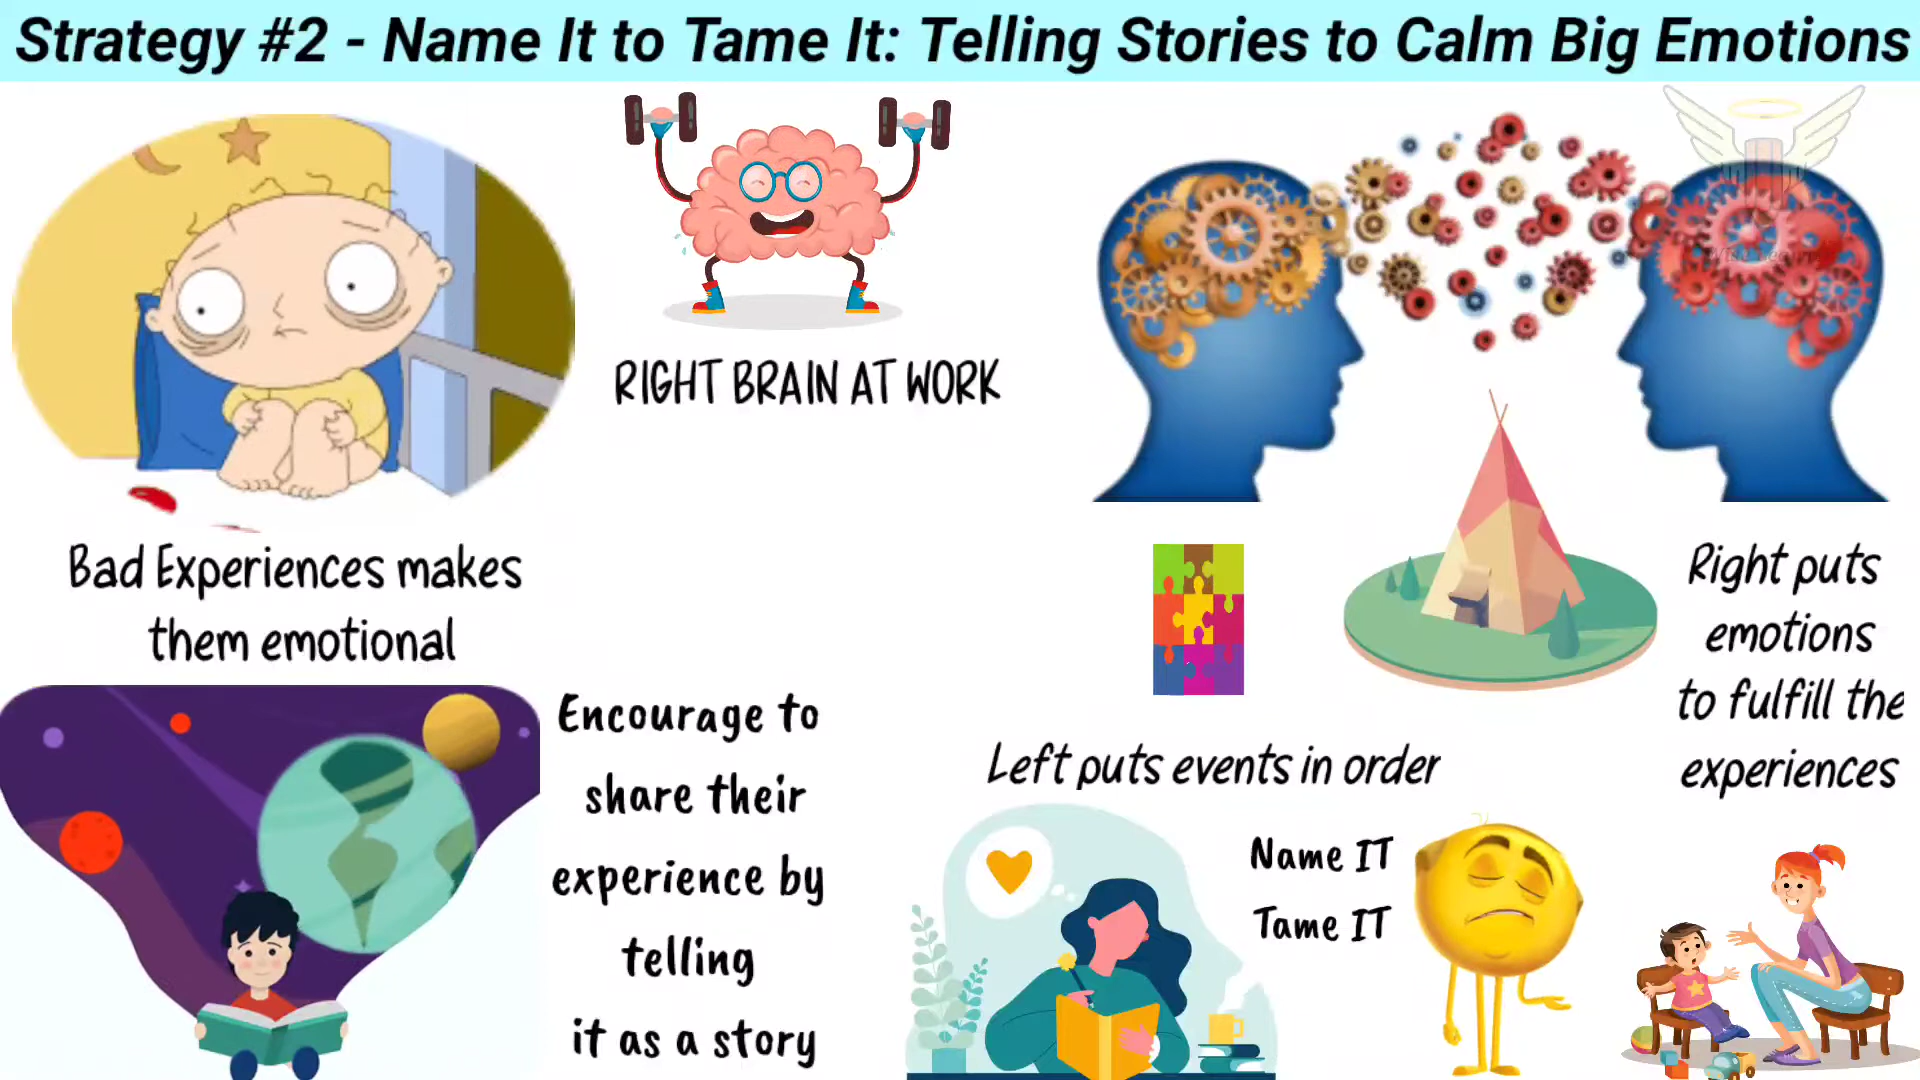 Strategy #2 - Name It to Tame It: Telling Stories to Calm Big Emotions
RIGHT BRAIN AT WORK
Bad Experiences makes
them emotional
Right puts
emotions
to fulfill the
experiences
Left puts events in order
Encourage to
share their
experience by
telling
it as a story
Name IT
Tame IT